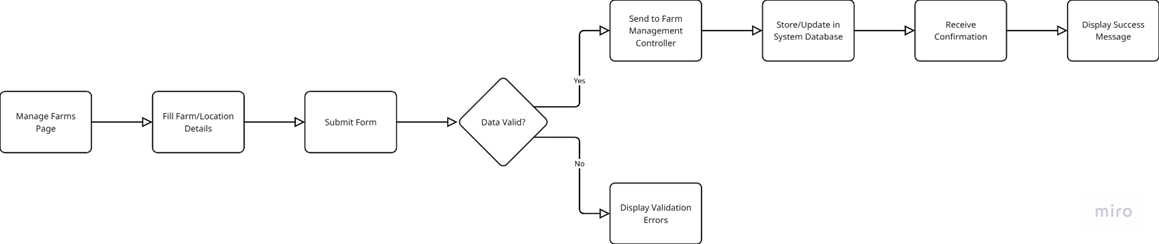 Send to Farm
Management
Controller
Store/Update in
System Database
Receive
Confirmation
Display Success
Message
Yes
Manage Farms
Page
Fill Farm/Location
Details
Submit Form
Data Valid?
No
Display Validation
Errors
miro